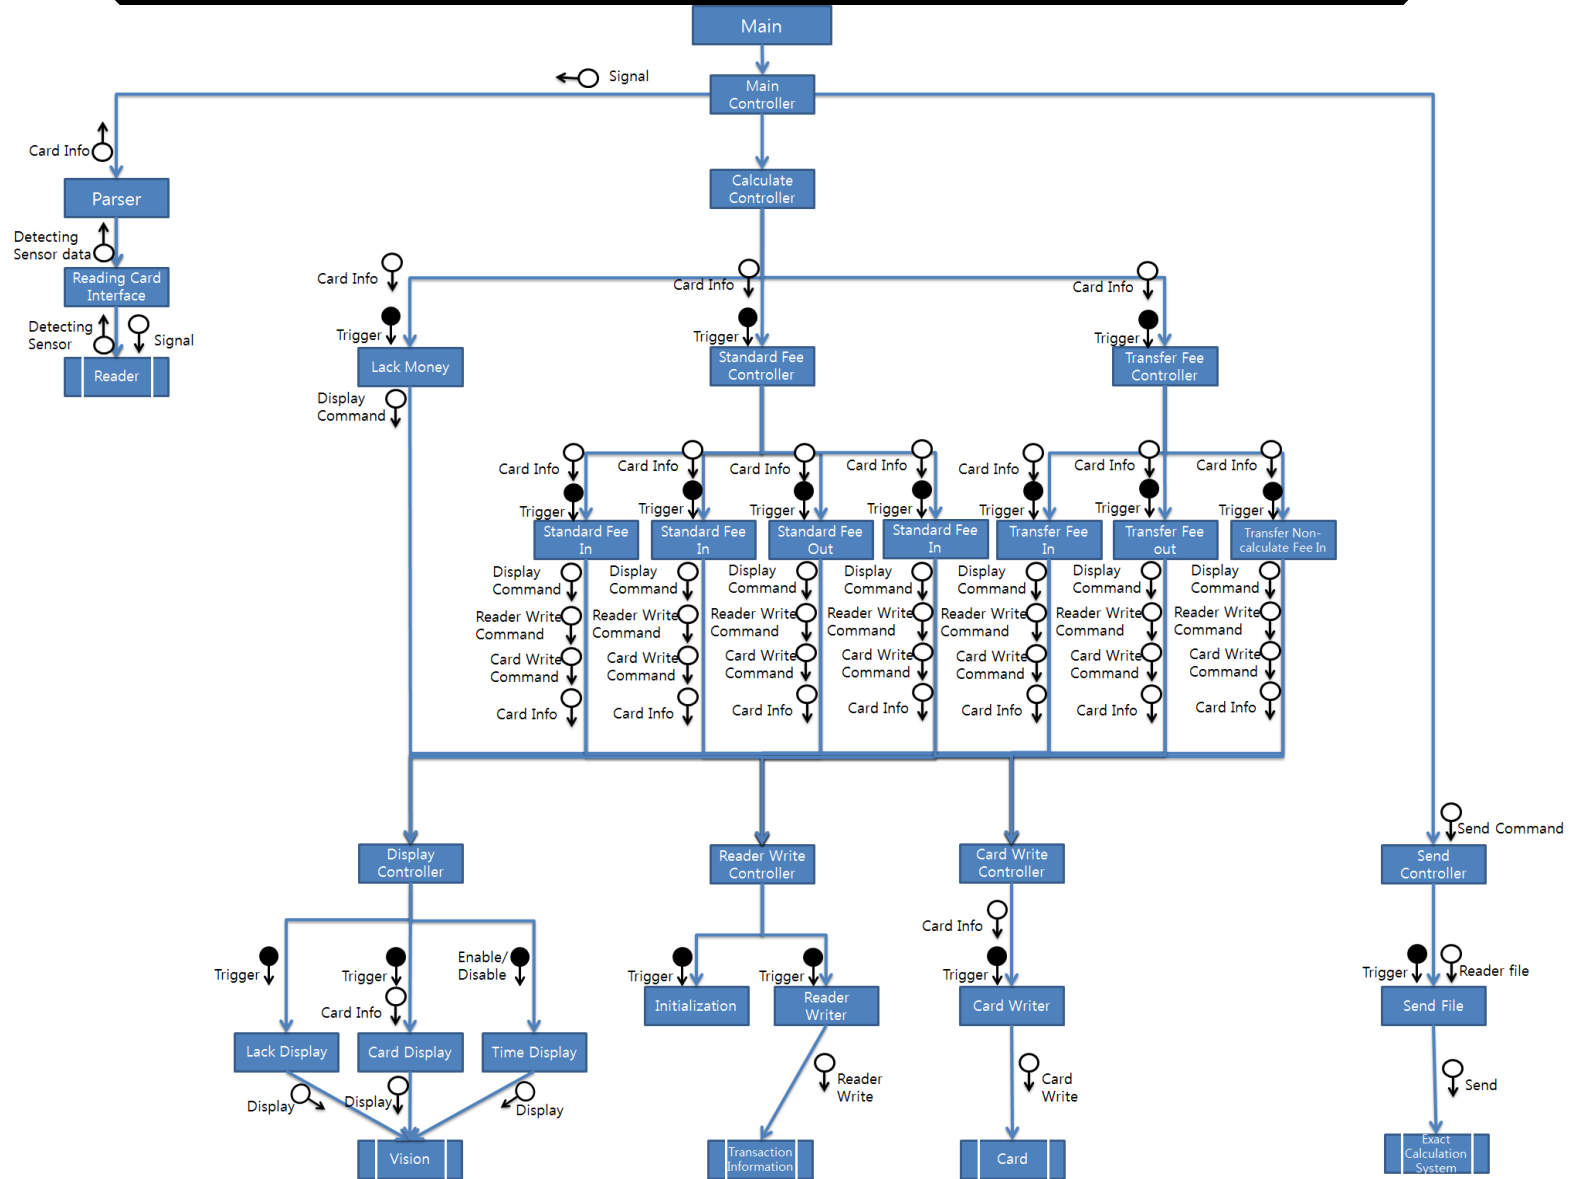 Main
Signal
Main
Controller
Card Info
Calculate
Controller
Parser
Detecting
Sensor data
Reading Card
Interface
Card Info
Card Info
Card Info
Detecting
Sensor
Signal
Trigger
Trigger
Trigger
Reader
Lack Money
Standard Fee
Controller
Transfer Fee
Controller
Display
Command
Card Info
Card Info
Card Info
Card Info
Card Info
Card Info
Card Info
Trigger
Trigger
Trigger
Trigger
Trigger
Trigger
Trigger
Standard Fee
In
Standard Fee
In
Standard Fee
Out
Standard Fee
In
Transfer Fee
In
Transfer Fee
out
Transfer Non-
calculate Fee In
Display
Command
Display
Command
Display
Command
Display
Command
Display
Command
Display
Command
Display
Command
Reader Write
Command
Reader Write
Command
Reader Write
Command
Reader Write
Command
Reader Write
Command
Reader Write
Command
Reader Write
Command
Card Write
Command
Card Write
Command
Card Write
Command
Card Write
Command
Card Write
Command
Card Write
Command
Card Write
Command
Card Info
Card Info
Card Info
Card Info
Card Info
Card Info
Card Info
Send Command
Display
Controller
Reader Write
Controller
Card Write
Controller
Send
Controller
Card Info
Trigger
Trigger
Enable/
Disable
Trigger
Trigger
Trigger
Trigger
Reader file
Card Info
Initialization
Reader
Writer
Card Writer
Send File
Lack Display
Card Display
Time Display
Display
Display
Display
Reader
Write
Card
Write
Send
Vision
Transaction
Information
Card
Exact
Calculation
System